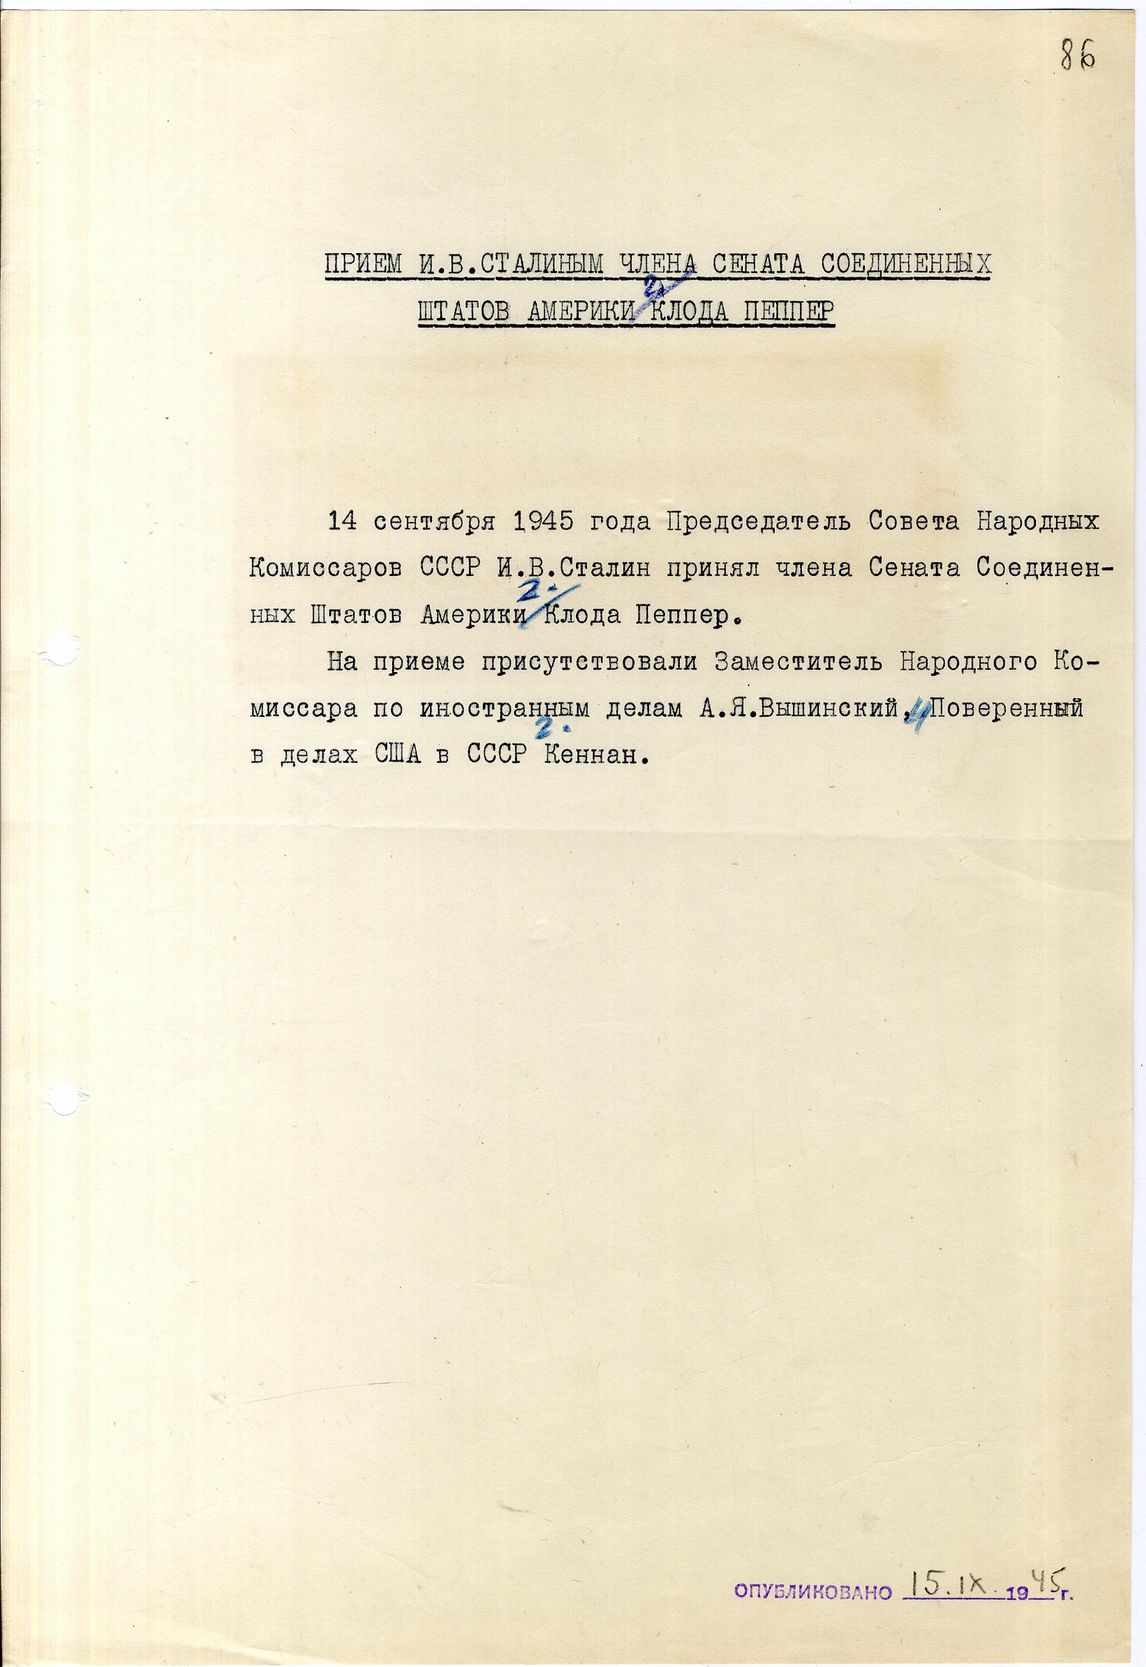 86
ПРИЕМ И.В.СТАЛИНЫМ ЧЛЕНА СЕНАТА СОЕДИНЕННЫХ
г.
ШТАТОВ АМЕРИКИ КЛОДА ПЕППЕР
14 сентября 1945 года Председатель Совета Народных
Комиссаров СССР И.В.Сталин принял члена Сената Соединен-
г.
ных Штатов Америки Клода Пеппер.
На приеме присутствовали Заместитель Народного Ко-
миссара по иностранным делам А.Я.Вышинский, и Поверенный
г.
в делах США в СССР Кеннан.
ОПУБЛИКОВАНО 15.IX. 1945 г.